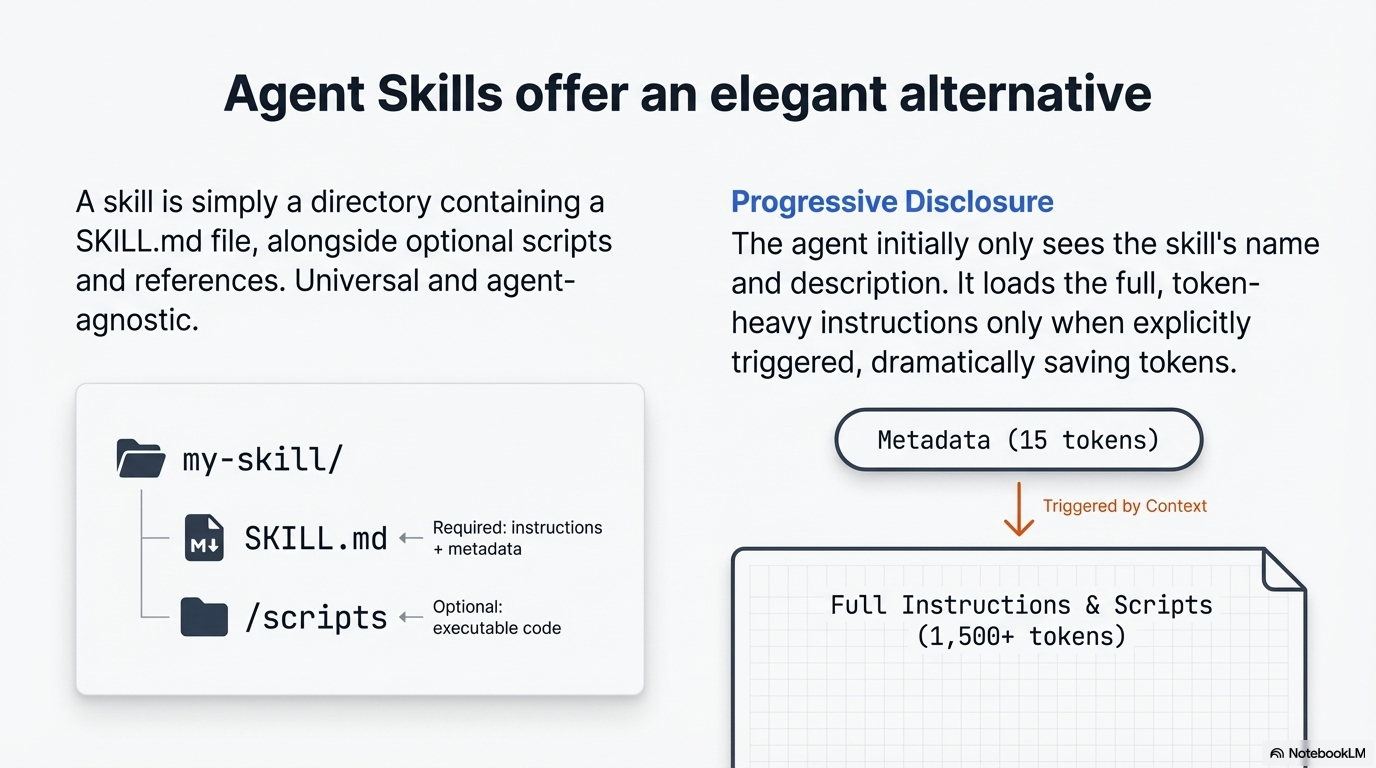 Agent Skills offer an elegant alternative
A skill is simply a directory containing a
SKILL.md file, alongside optional scripts
and references. Universal and agent-
agnostic.
my-skill/
M↓
SKILL.md
Required: instructions
+ metadata
/scripts
Optional:
executable code
Progressive Disclosure
The agent initially only sees the skill's name
and description. It loads the full, token-
heavy instructions only when explicitly
triggered, dramatically saving tokens.
Metadata (15 tokens)
Triggered by Context
Full Instructions & Scripts
(1,500+ tokens)
NotebookLM